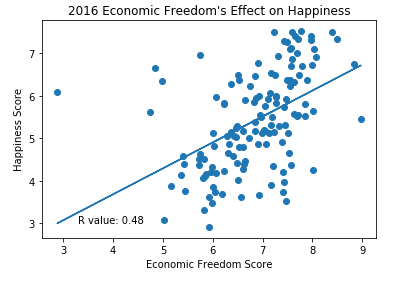 2016 Economic Freedom's Effect on Happiness
Happiness Score
7
6
5
4
3
R value: 0.48
3 4 5 6 7 8 9
Economic Freedom Score